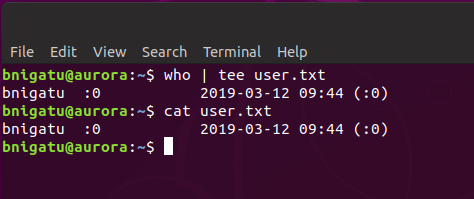 File Edit View Search Terminal Help
bnigatu@aurora:~$ who | tee user.txt
bnigatu  :0           2019-03-12 09:44 (:0)
bnigatu@aurora:~$ cat user.txt
bnigatu  :0           2019-03-12 09:44 (:0)
bnigatu@aurora:~$